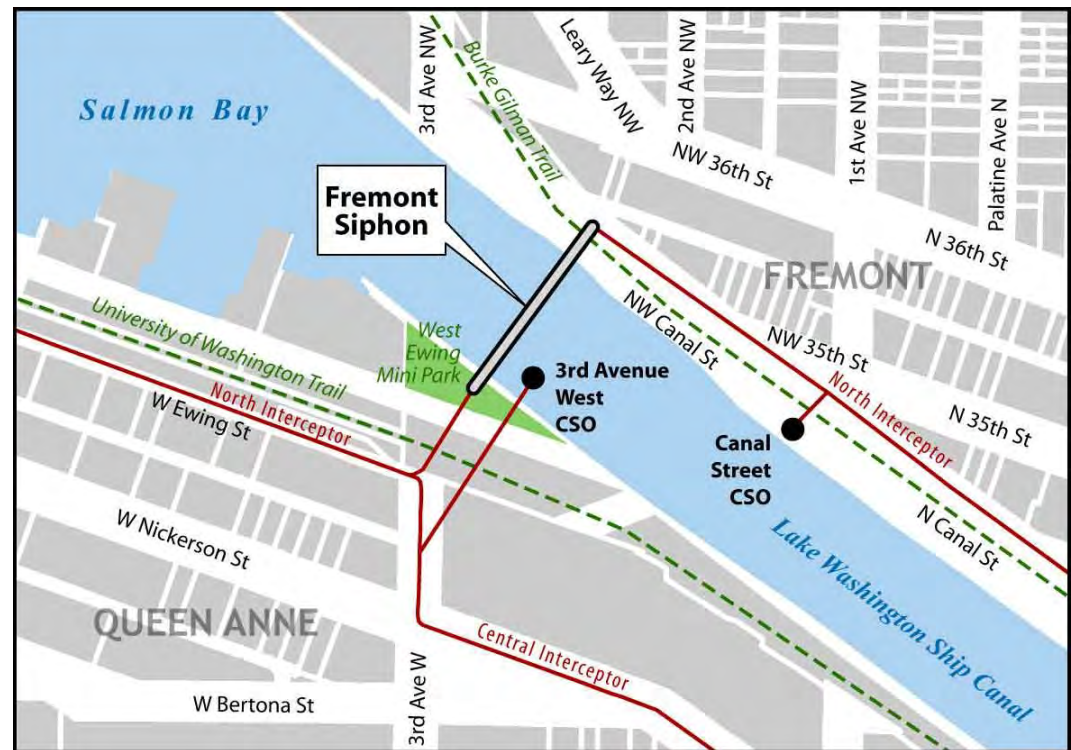 Salmon Bay
3rd Ave NW
Burke Gilman Trail
Leary Way NW
2nd Ave NW
NW 36th St
1st Ave NW
Palatine Ave N
N 36th St
Fremont
Siphon
FREMONT
University of Washington Trail
West
Ewing
Mini Park
NW Canal St
NW 35th St
North Interceptor
W Ewing St
3rd Avenue
West
CSO
North Interceptor
N 35th St
Canal
Street
CSO
N Canal St
W Nickerson St
Lake Washington Ship Canal
QUEEN ANNE
Central Interceptor
3rd Ave W
W Bertona St